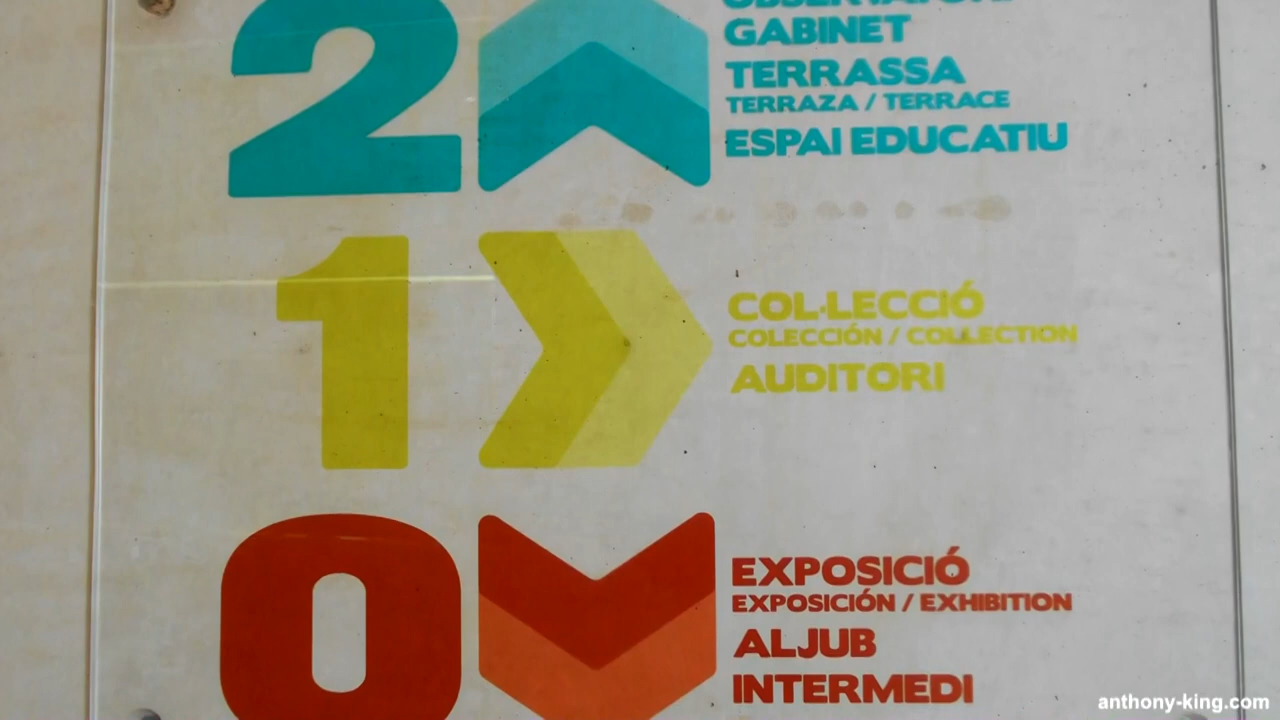 2
GABINET
TERRASSA
TERRAZA / TERRACE
ESPAI EDUCATIU
1
COL·LECCIÓ
COLECCIÓN / COLLECTION
AUDITORI
0
EXPOSICIÓ
EXPOSICIÓN / EXHIBITION
ALJUB
INTERMEDI
anthony-king.com